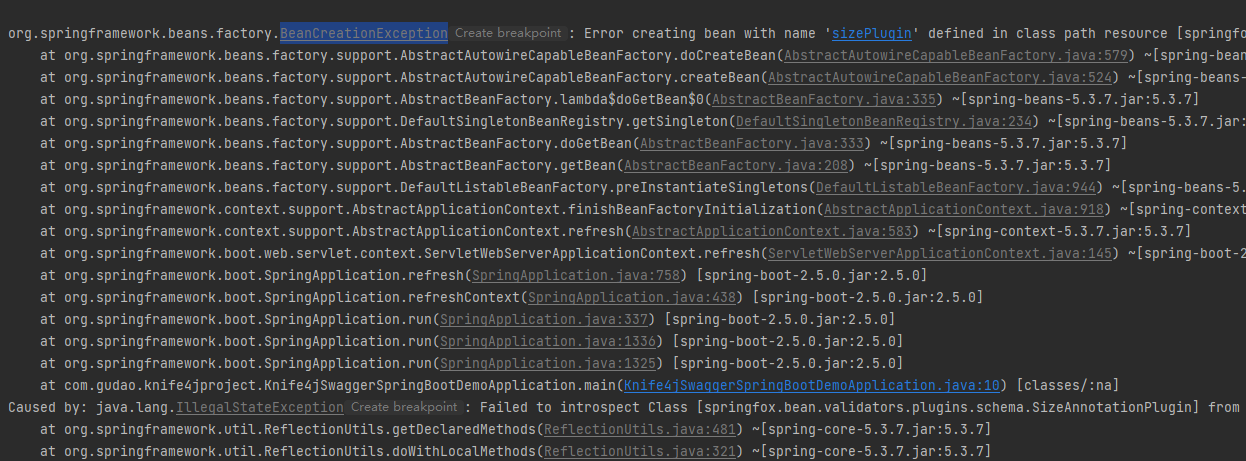 org.springframework.beans.factory.BeanCreationException Create breakpoint : Error creating bean with name 'sizePlugin' defined in class path resource [springfo
at org.springframework.beans.factory.support.AbstractAutowireCapableBeanFactory.doCreateBean(AbstractAutowireCapableBeanFactory.java:579) ~[spring-bean
at org.springframework.beans.factory.support.AbstractAutowireCapableBeanFactory.createBean(AbstractAutowireCapableBeanFactory.java:524) ~[spring-beans-
at org.springframework.beans.factory.support.AbstractBeanFactory.lambda$doGetBean$0(AbstractBeanFactory.java:335) ~[spring-beans-5.3.7.jar:5.3.7]
at org.springframework.beans.factory.support.DefaultSingletonBeanRegistry.getSingleton(DefaultSingletonBeanRegistry.java:234) ~[spring-beans-5.3.7.jar:
at org.springframework.beans.factory.support.AbstractBeanFactory.doGetBean(AbstractBeanFactory.java:333) ~[spring-beans-5.3.7.jar:5.3.7]
at org.springframework.beans.factory.support.AbstractBeanFactory.getBean(AbstractBeanFactory.java:208) ~[spring-beans-5.3.7.jar:5.3.7]
at org.springframework.beans.factory.support.DefaultListableBeanFactory.preInstantiateSingletons(DefaultListableBeanFactory.java:944) ~[spring-beans-5.
at org.springframework.context.support.AbstractApplicationContext.finishBeanFactoryInitialization(AbstractApplicationContext.java:918) ~[spring-context
at org.springframework.context.support.AbstractApplicationContext.refresh(AbstractApplicationContext.java:583) ~[spring-context-5.3.7.jar:5.3.7]
at org.springframework.boot.web.servlet.context.ServletWebServerApplicationContext.refresh(ServletWebServerApplicationContext.java:145) ~[spring-boot-2
at org.springframework.boot.SpringApplication.refresh(SpringApplication.java:758) [spring-boot-2.5.0.jar:2.5.0]
at org.springframework.boot.SpringApplication.refreshContext(SpringApplication.java:438) [spring-boot-2.5.0.jar:2.5.0]
at org.springframework.boot.SpringApplication.run(SpringApplication.java:337) [spring-boot-2.5.0.jar:2.5.0]
at org.springframework.boot.SpringApplication.run(SpringApplication.java:1336) [spring-boot-2.5.0.jar:2.5.0]
at org.springframework.boot.SpringApplication.run(SpringApplication.java:1325) [spring-boot-2.5.0.jar:2.5.0]
at com.gudao.knife4jproject.Knife4jSwaggerSpringBootDemoApplication.main(Knife4jSwaggerSpringBootDemoApplication.java:10) [classes/:na]
Caused by: java.lang.IllegalStateException Create breakpoint : Failed to introspect Class [springfox.bean.validators.plugins.schema.SizeAnnotationPlugin] from
at org.springframework.util.ReflectionUtils.getDeclaredMethods(ReflectionUtils.java:481) ~[spring-core-5.3.7.jar:5.3.7]
at org.springframework.util.ReflectionUtils.doWithLocalMethods(ReflectionUtils.java:321) ~[spring-core-5.3.7.jar:5.3.7]